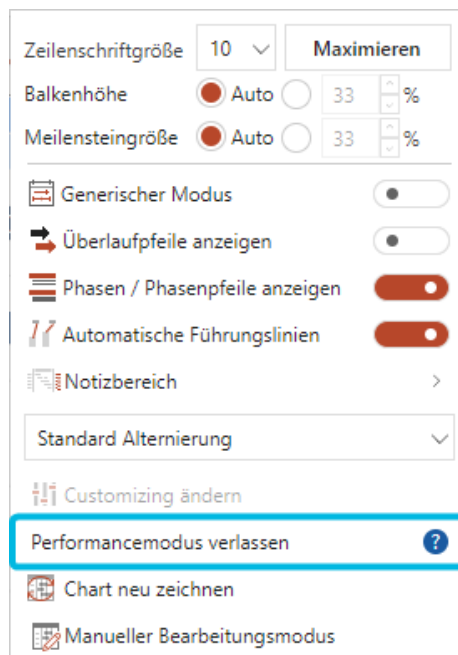 Zeilenschriftgröße 10 Maximieren
Balkenhöhe Auto 33 %
Meilensteingröße Auto 33 %
Generischer Modus
Überlaufpfeile anzeigen
Phasen / Phasenpfeile anzeigen
Automatische Führungslinien
Notizbereich
Standard Alternierung
Customizing ändern
Performancemodus verlassen ?
Chart neu zeichnen
Manueller Bearbeitungsmodus